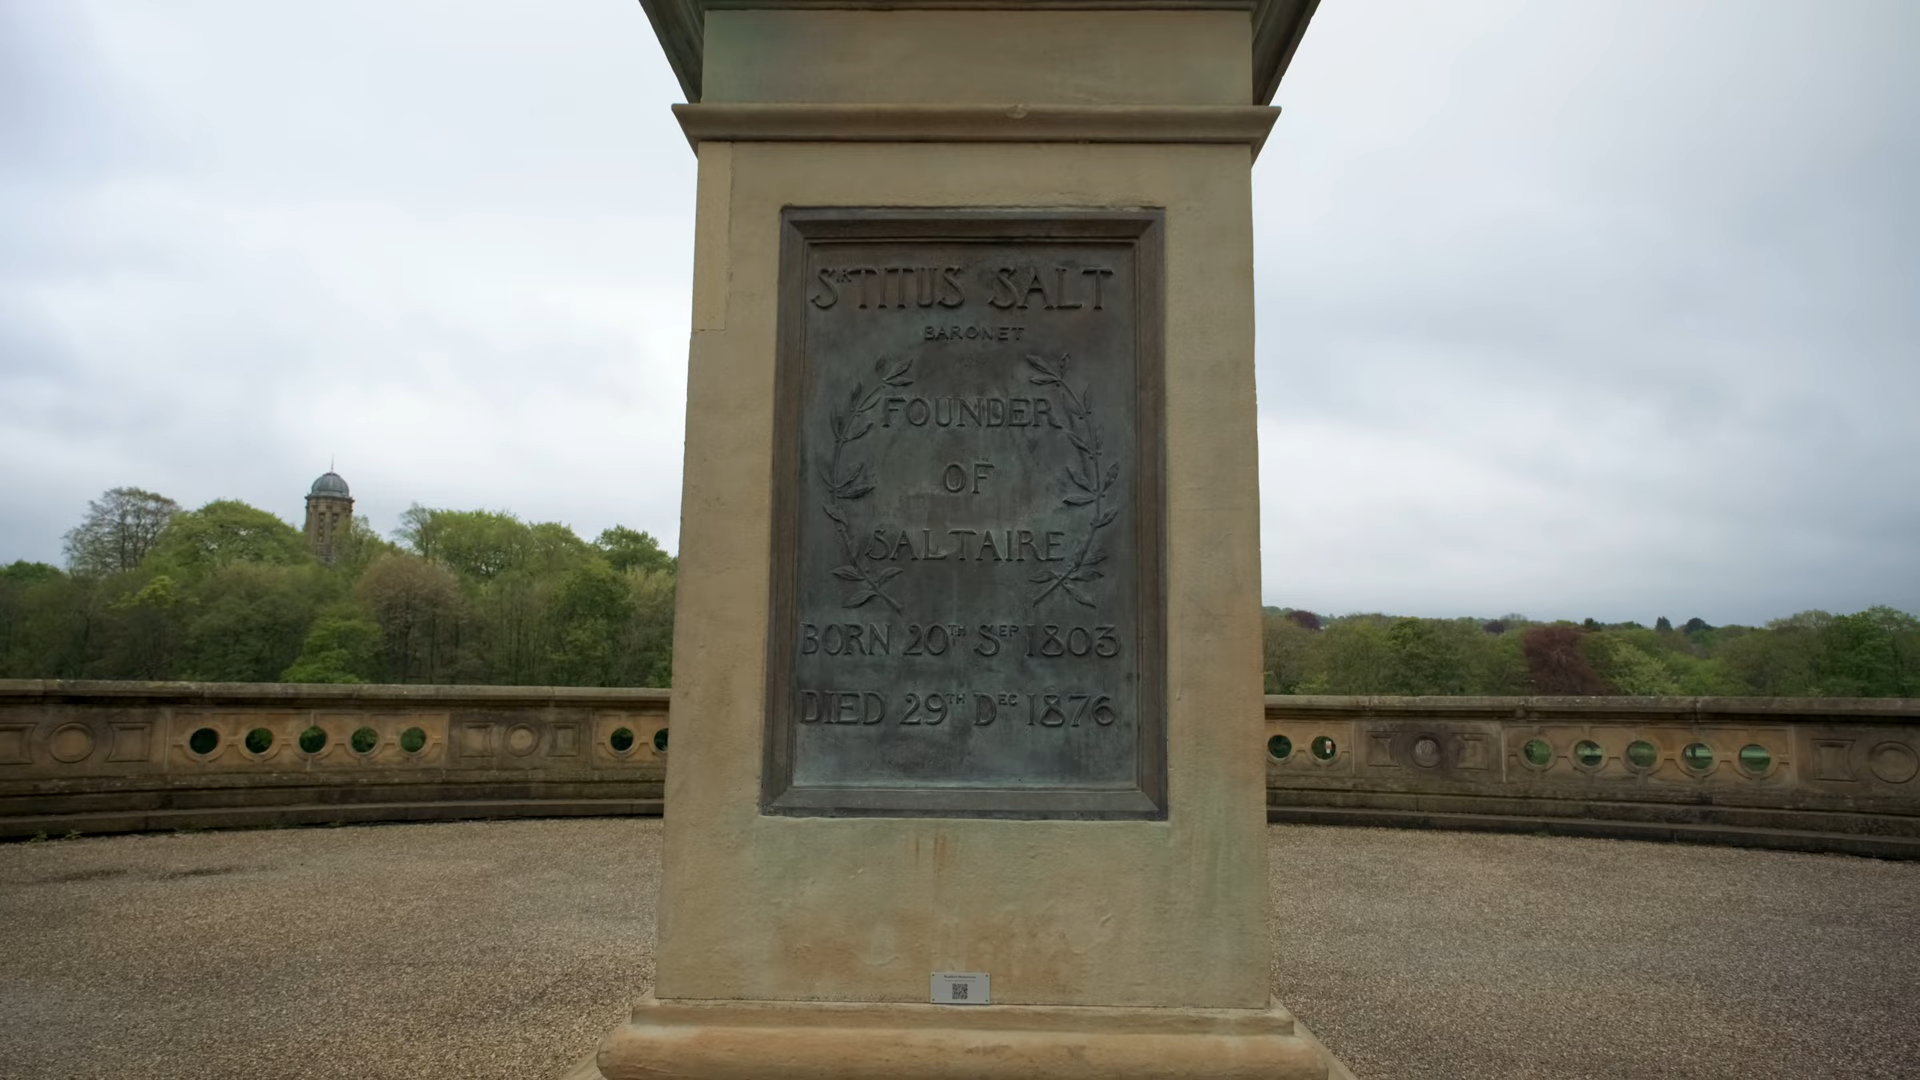 SIR TITUS SALT
BARONET
FOUNDER
OF
SALTAIRE
BORN 20TH SEP 1803
DIED 29TH DEC 1876